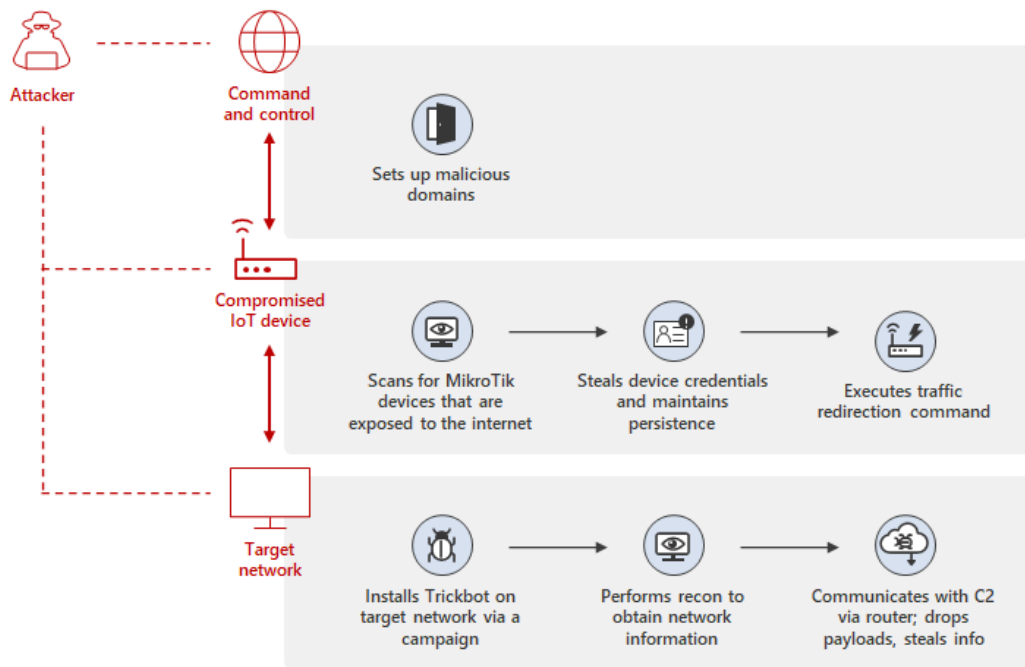 Attacker
Command
and control
Sets up malicious
domains
Compromised
IoT device
Scans for MikroTik
devices that are
exposed to the internet
Steals device credentials
and maintains
persistence
Executes traffic
redirection command
Target
network
Installs Trickbot on
target network via a
campaign
Performs recon to
obtain network
information
Communicates with C2
via router; drops
payloads, steals info